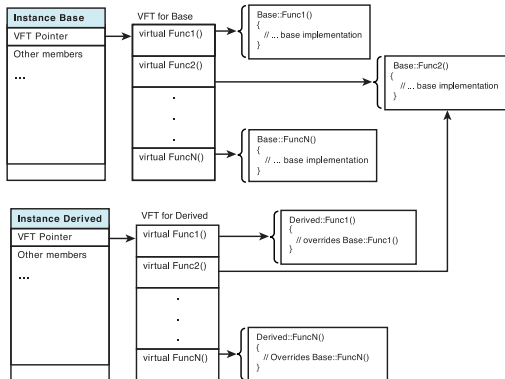 Instance Base
VFT Pointer
Other members
...
VFT for Base
virtual Func1()
virtual Func2()
.
.
.
virtual FuncN()
Base::Func1()
{
// ... base implementation
}
Base::Func2()
{
// ... base implementation
}
Base::FuncN()
{
// ... base implementation
}
Instance Derived
VFT Pointer
Other members
...
VFT for Derived
virtual Func1()
virtual Func2()
.
.
.
virtual FuncN()
Derived::Func1()
{
// overrides Base::Func1()
}
Derived::FuncN()
{
// Overrides Base::FuncN()
}